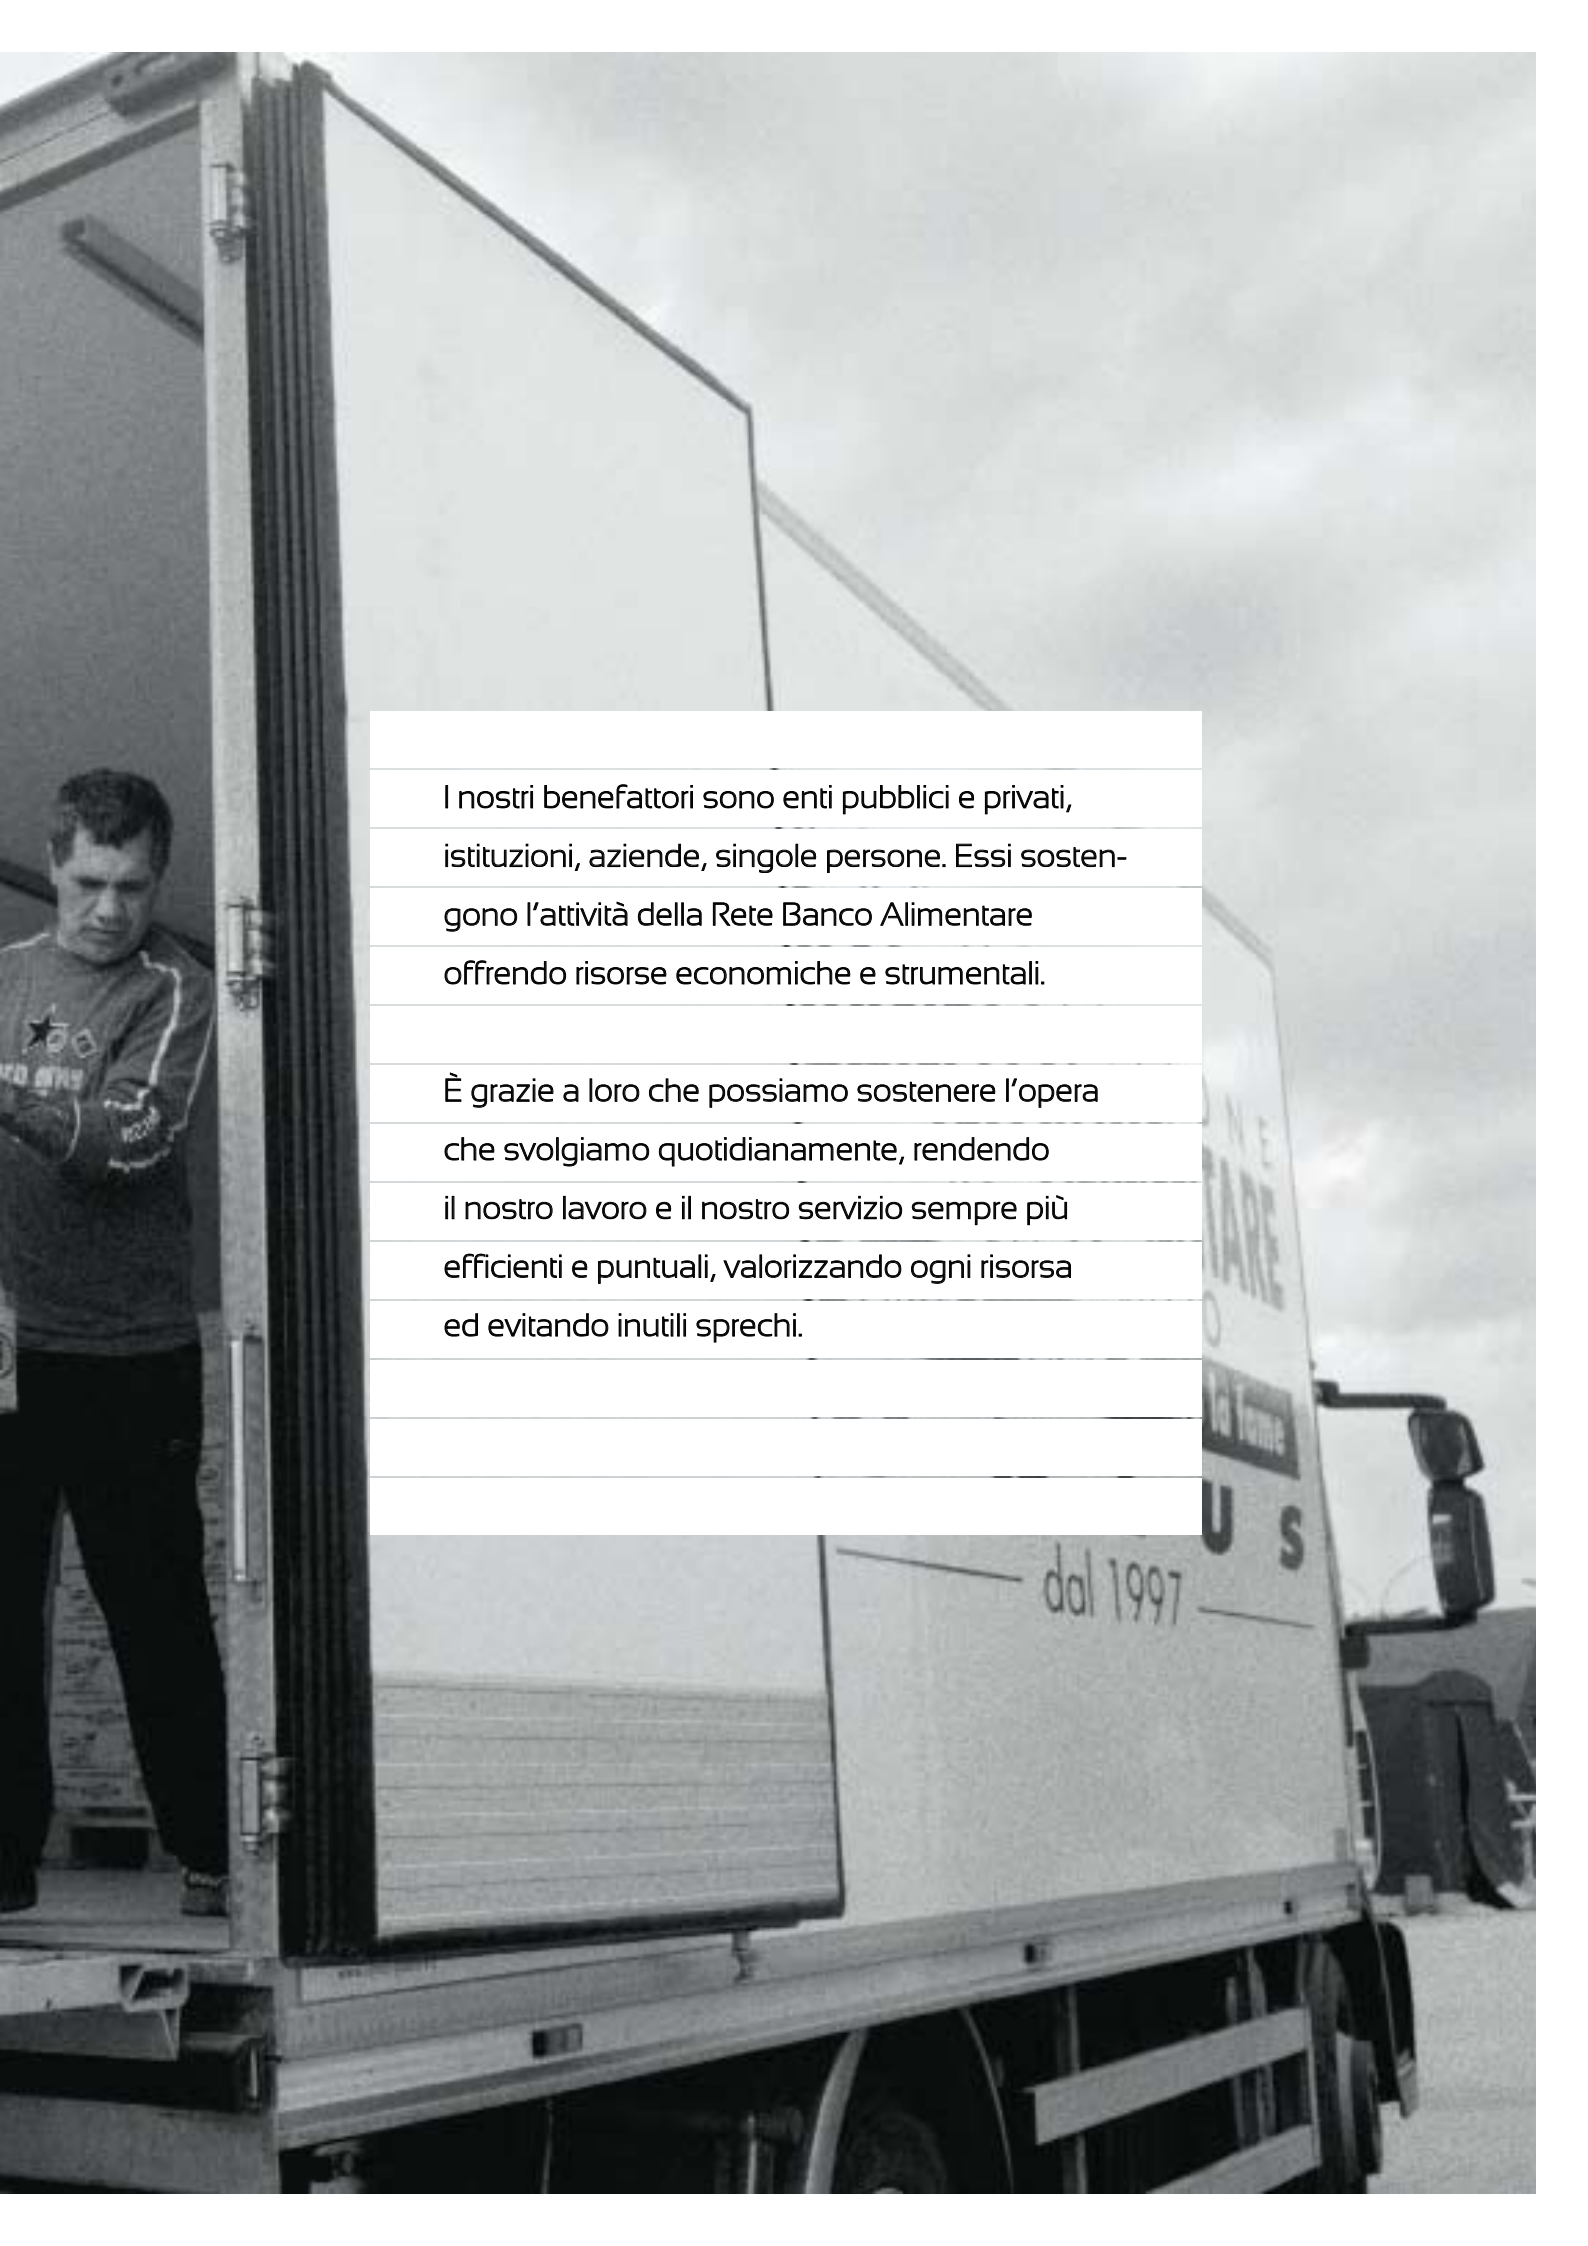 I nostri benefattori sono enti pubblici e privati,
istituzioni, aziende, singole persone. Essi sosten-
gono l'attività della Rete Banco Alimentare
offrendo risorse economiche e strumentali.
È grazie a loro che possiamo sostenere l'opera
che svolgiamo quotidianamente, rendendo
il nostro lavoro e il nostro servizio sempre più
efficienti e puntuali, valorizzando ogni risorsa
ed evitando inutili sprechi.
la fame
U S
dal 1997